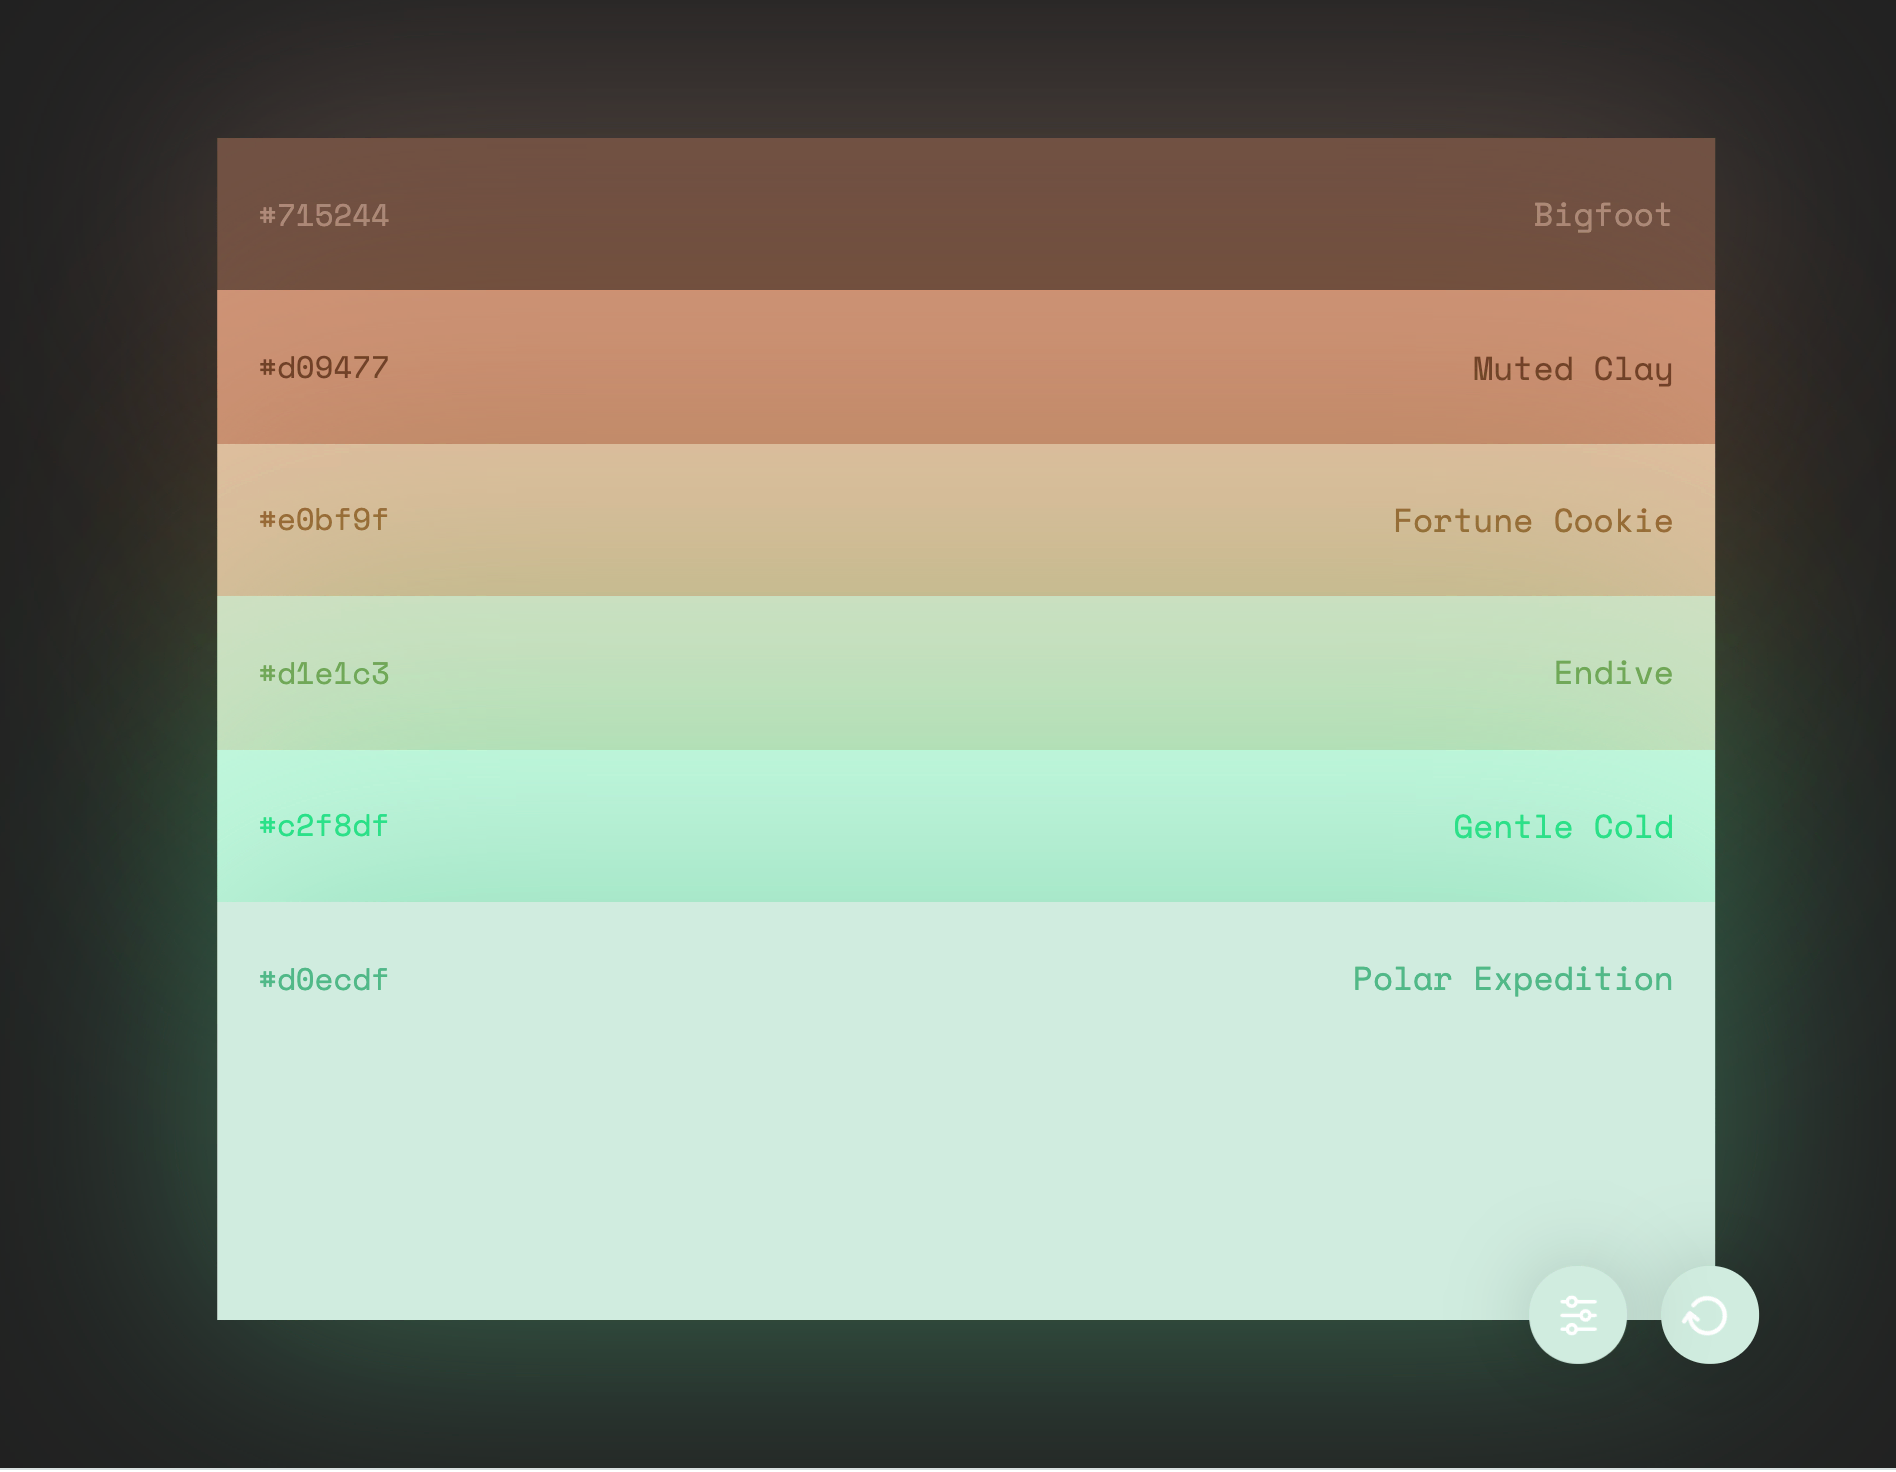 #715244 Bigfoot
#d09477 Muted Clay
#e0bf9f Fortune Cookie
#d1e1c3 Endive
#c2f8df Gentle Cold
#d0ecdf Polar Expedition